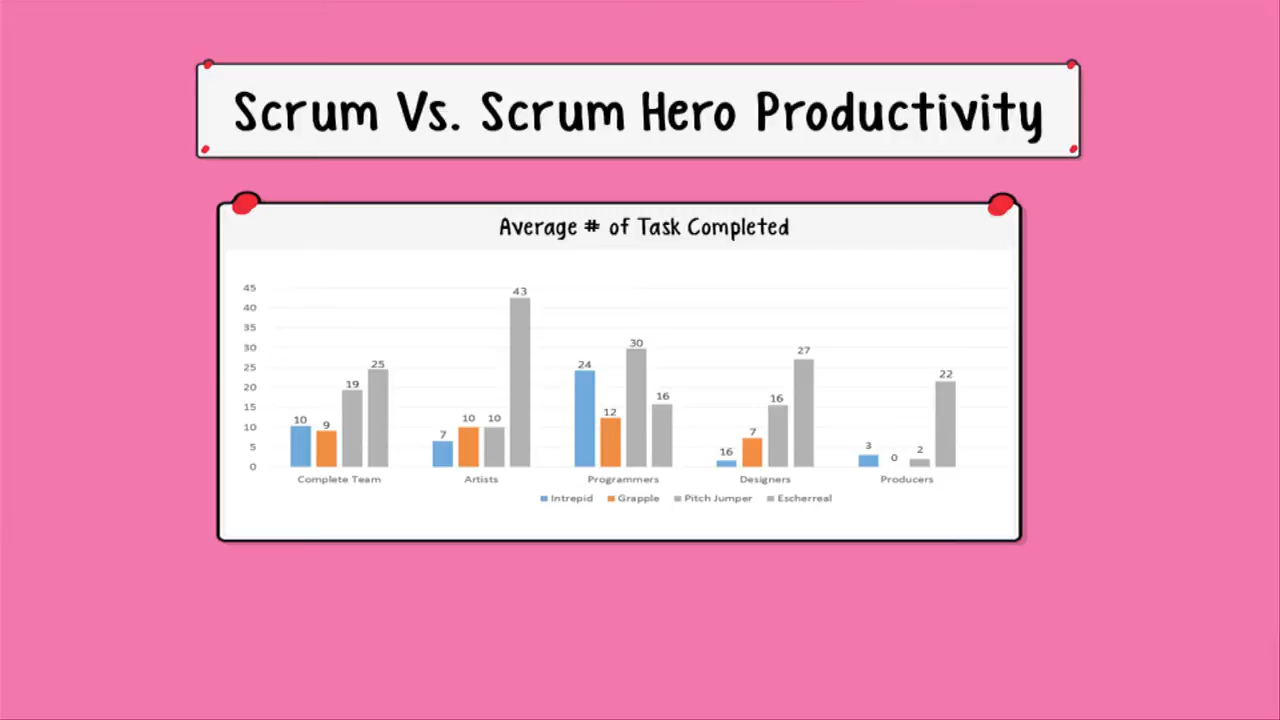 Scrum Vs. Scrum Hero Productivity
Average # of Task Completed
45
40
35
30
25
20
15
10
5
0
10 9 19 25
7 10 10 43
24 12 30 16
16 7 16 27
3 0 2 22
Complete Team Artists Programmers Designers Producers
Intrepid Grapple Pitch Jumper Escherreal